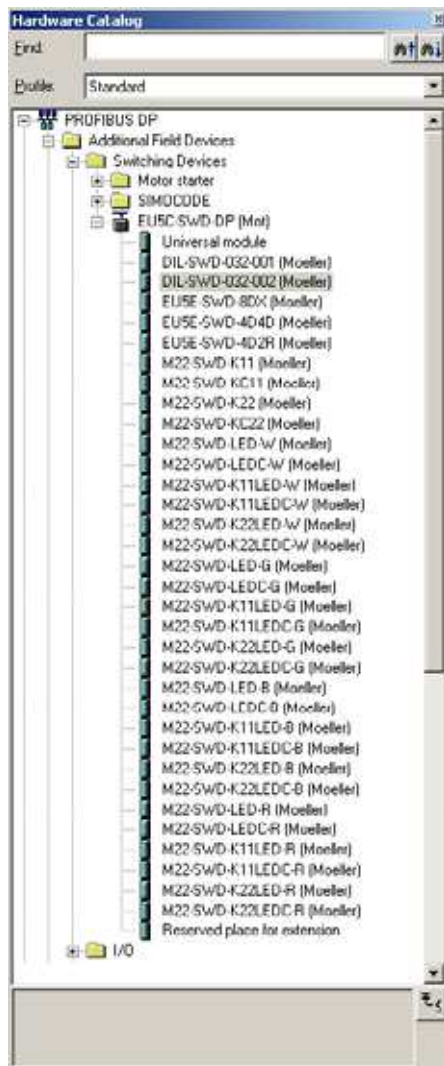 Hardware Catalog
Find:
Profile: Standard
PROFIBUS DP
Additional Field Devices
Switching Devices
Motor starter
SIMOCODE
EU5C-SWD-DP (Mot)
Universal module
DIL-SWD-032-001 (Moeller)
DIL-SWD-032-002 (Moeller)
EU5E-SWD-8DX (Moeller)
EU5E-SWD-4D4D (Moeller)
EU5E-SWD-4D2R (Moeller)
M22-SWD-K11 (Moeller)
M22-SWD-KC11 (Moeller)
M22-SWD-K22 (Moeller)
M22-SWD-KC22 (Moeller)
M22-SWD-LED-W (Moeller)
M22-SWD-LEDC-W (Moeller)
M22-SWD-K11LED-W (Moeller)
M22-SWD-K11LEDC-W (Moeller)
M22-SWD-K22LED-W (Moeller)
M22-SWD-K22LEDC-W (Moeller)
M22-SWD-LED-G (Moeller)
M22-SWD-LEDC-G (Moeller)
M22-SWD-K11LED-G (Moeller)
M22-SWD-K11LEDC-G (Moeller)
M22-SWD-K22LED-G (Moeller)
M22-SWD-K22LEDC-G (Moeller)
M22-SWD-LED-B (Moeller)
M22-SWD-LEDC-B (Moeller)
M22-SWD-K11LED-B (Moeller)
M22-SWD-K11LEDC-B (Moeller)
M22-SWD-K22LED-B (Moeller)
M22-SWD-K22LEDC-B (Moeller)
M22-SWD-LED-R (Moeller)
M22-SWD-LEDC-R (Moeller)
M22-SWD-K11LED-R (Moeller)
M22-SWD-K11LEDC-R (Moeller)
M22-SWD-K22LED-R (Moeller)
M22-SWD-K22LEDC-R (Moeller)
Reserved place for extension
I/O